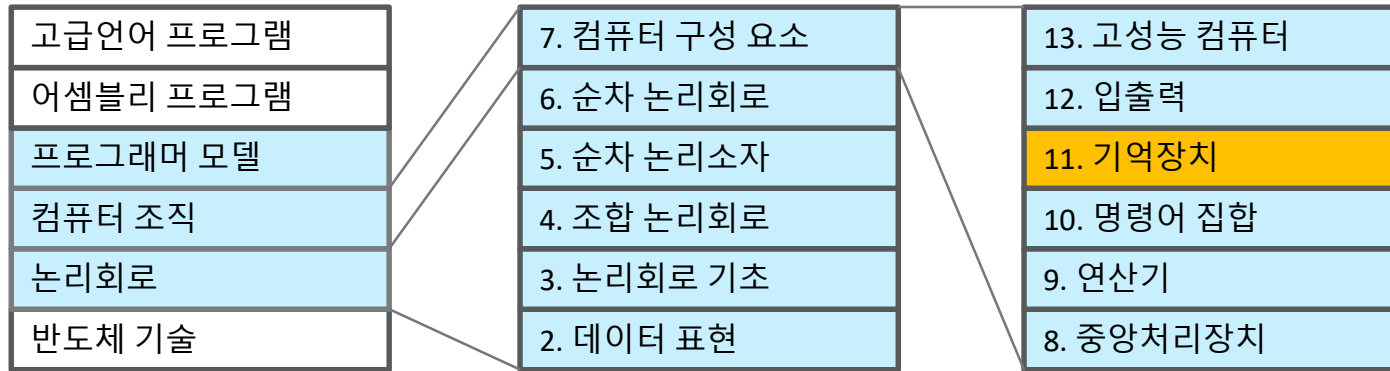 고급언어 프로그램
어셈블리 프로그램
프로그래머 모델
컴퓨터 조직
논리회로
반도체 기술
7. 컴퓨터 구성 요소
6. 순차 논리회로
5. 순차 논리소자
4. 조합 논리회로
3. 논리회로 기초
2. 데이터 표현
13. 고성능 컴퓨터
12. 입출력
11. 기억장치
10. 명령어 집합
9. 연산기
8. 중앙처리장치